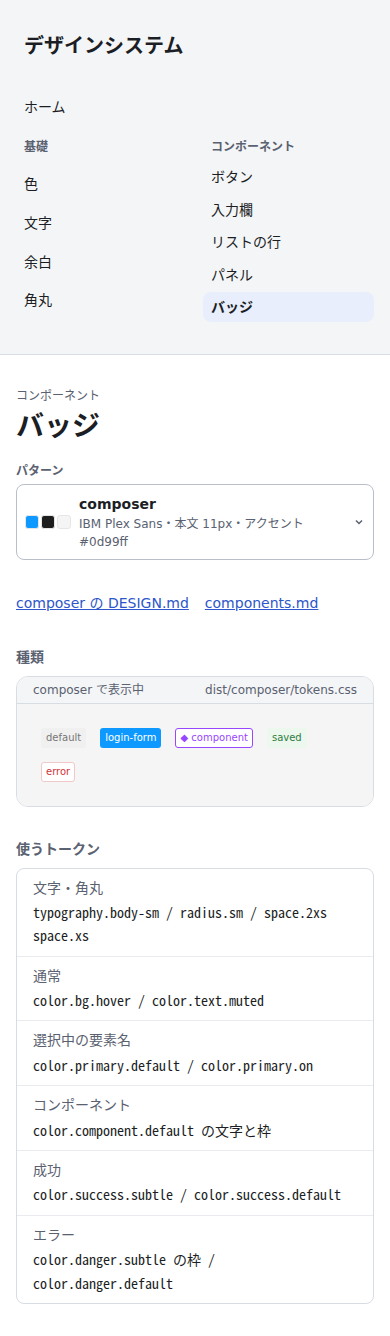 デザインシステム
ホーム
基礎
色
文字
余白
角丸
コンポーネント
ボタン
入力欄
リストの行
パネル
バッジ
コンポーネント
バッジ
パターン
composer
IBM Plex Sans・本文 11px・アクセント
#0d99ff
composer の DESIGN.md
components.md
種類
composer で表示中
dist/composer/tokens.css
default
login-form
◆ component
saved
error
使うトークン
文字・角丸
typography.body-sm / radius.sm / space.2xs
space.xs
通常
color.bg.hover / color.text.muted
選択中の要素名
color.primary.default / color.primary.on
コンポーネント
color.component.default の文字と枠
成功
color.success.subtle / color.success.default
エラー
color.danger.subtle の枠 /
color.danger.default